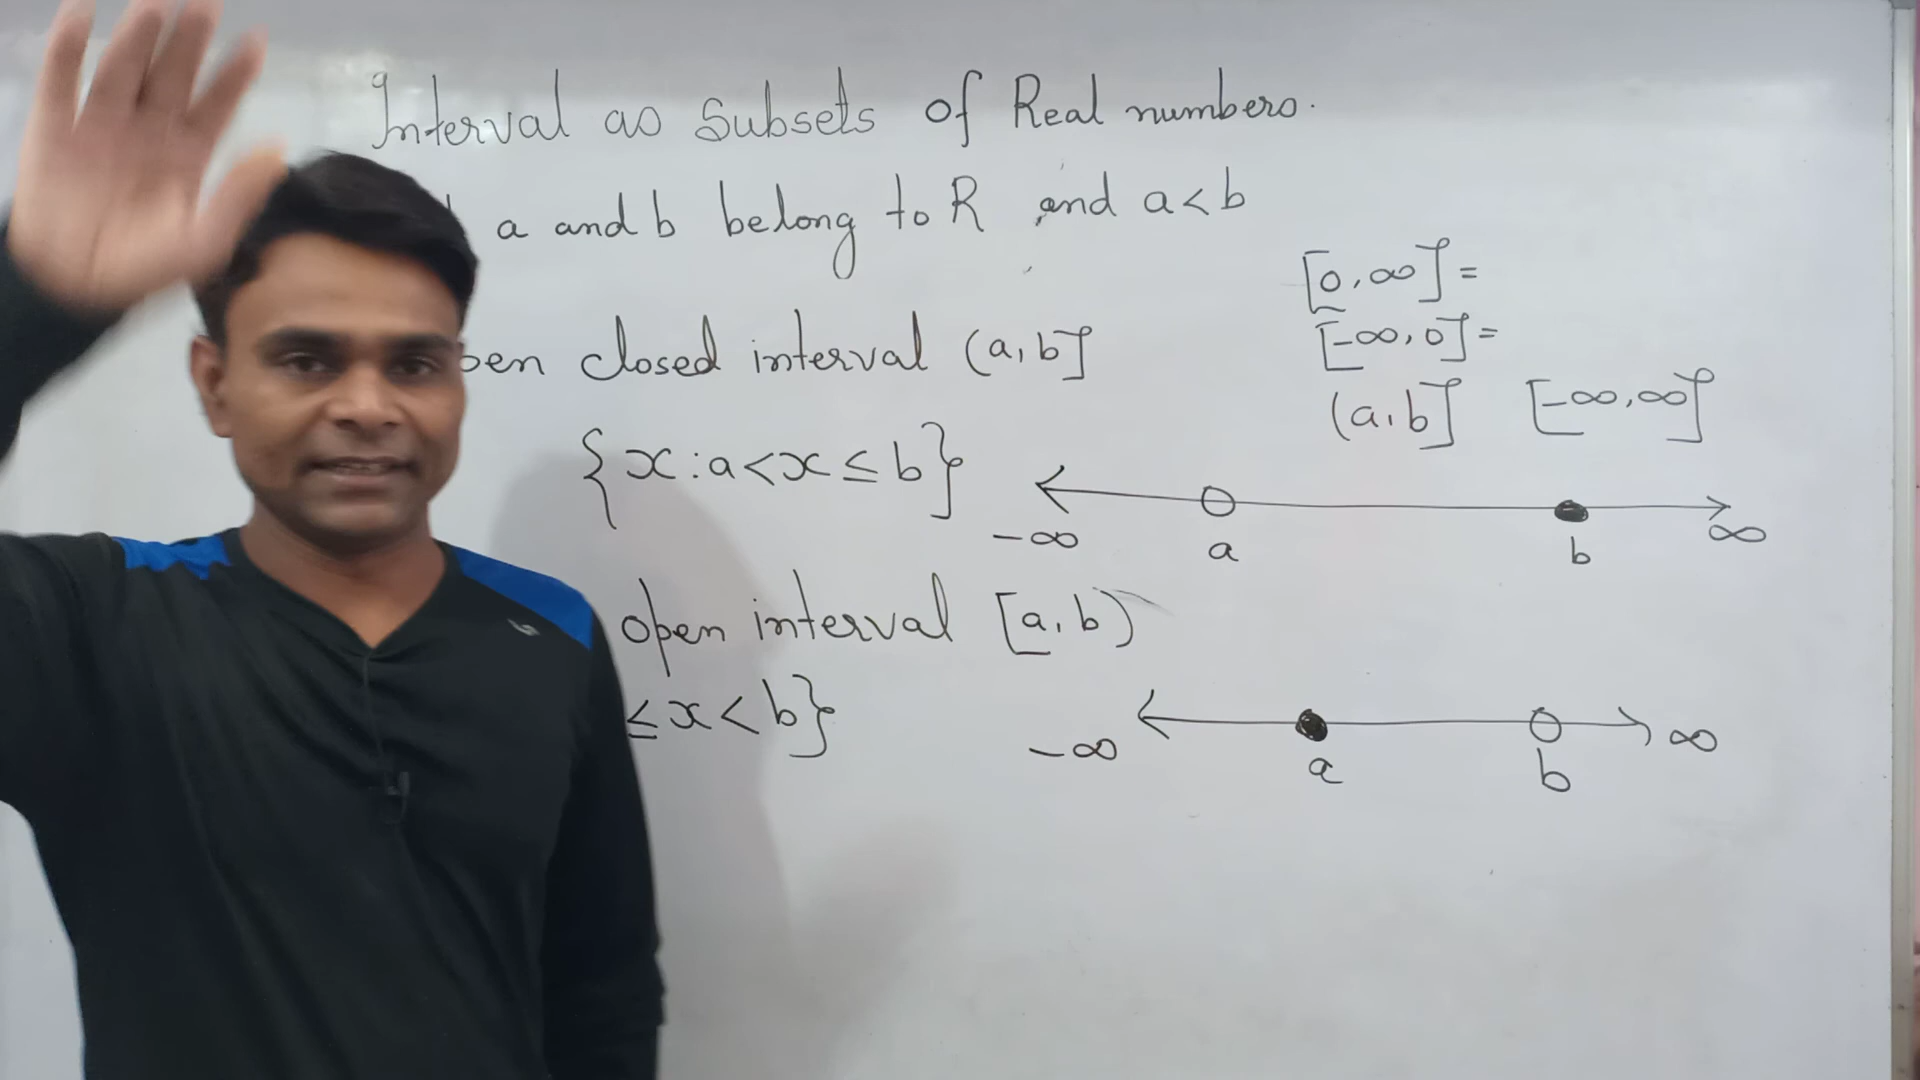 Interval as Subsets of Real numbers.
a and b belong to R and a<b
[0,∞]=
[-∞,0]=
closed interval (a,b]
(a,b] [-∞,∞]
{x:a<x≤b}
-∞ a b ∞
open interval [a,b)
≤x<b}
-∞ a b ∞